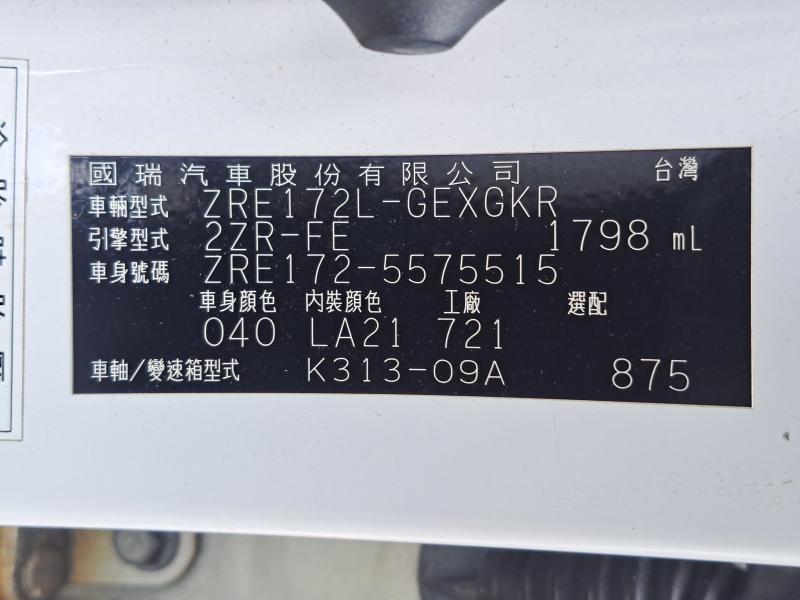 國瑞汽車股份有限公司 台灣
車輛型式 ZRE172L-GEXGKR
引擎型式 2ZR-FE 1798 mL
車身號碼 ZRE172-5575515
車身顏色 內裝顏色 工廠 選配
040 LA21 721
車軸/變速箱型式 K313-09A 875